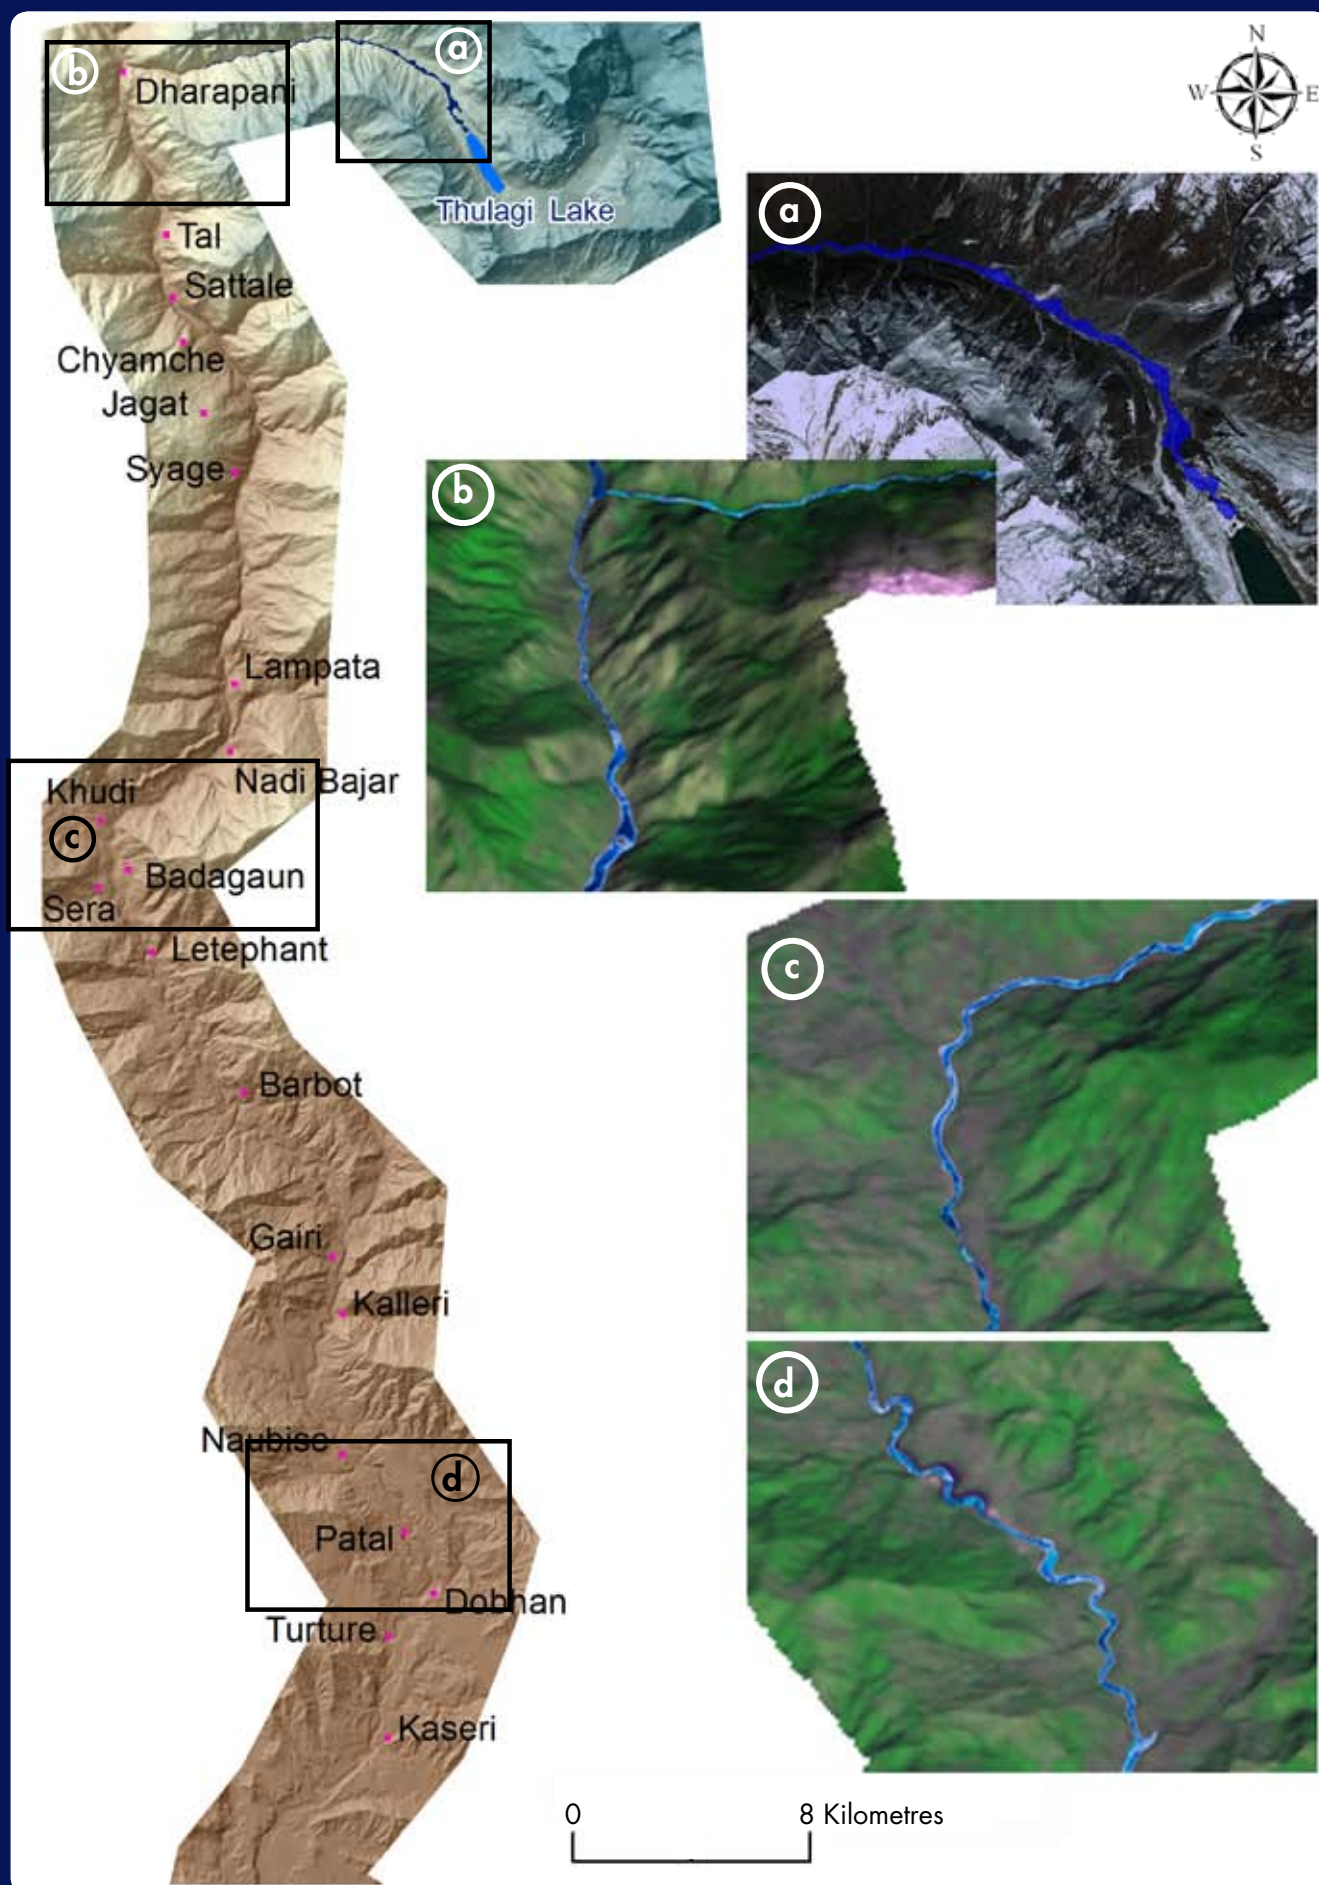 N
W E
S
b
a
Dharapani
Thulagi Lake
a
Tal
Sattale
Chyamche
Jagat
Syage
b
Lampata
Nadi Bajar
Khudi
c
Badagaun
Sera
Letephant
c
Barbot
Gairi
Kalleri
d
Naubise
d
Patal
Dobhan
Turture
Kaseri
0 8 Kilometres